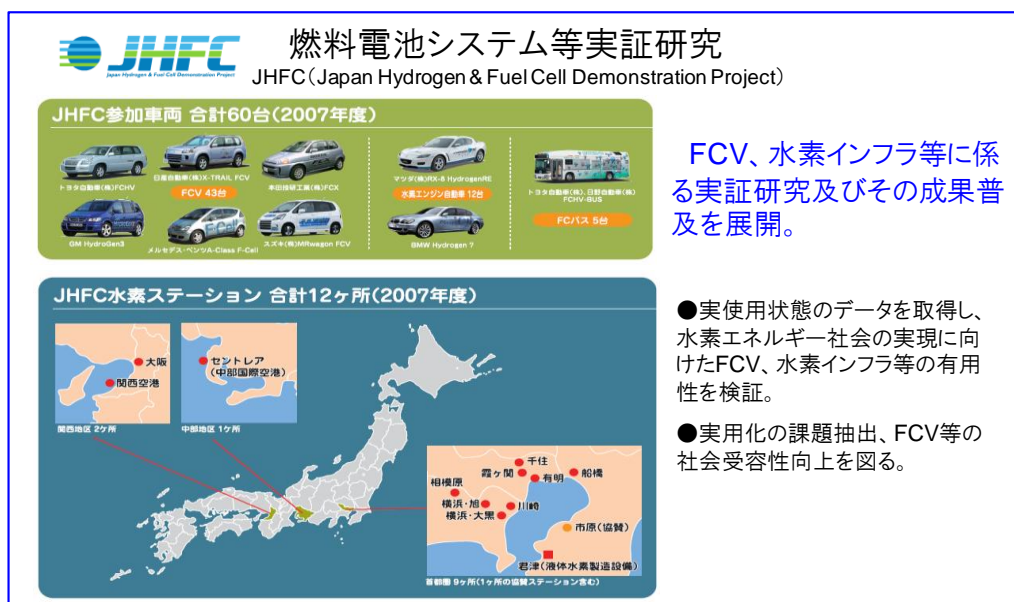 JHFC
Japan Hydrogen & Fuel Cell Demonstration Project
燃料電池システム等実証研究
JHFC(Japan Hydrogen & Fuel Cell Demonstration Project)
JHFC参加車両 合計60台(2007年度)
トヨタ自動車(株)FCHV
日産自動車(株)X-TRAIL FCV
本田技研工業(株)FCX
FCV 43台
GM HydroGen3
メルセデス・ベンツA-Class F-Cell
スズキ(株)MRwagon FCV
マツダ(株)RX-8 HydrogenRE
水素エンジン自動車 12台
BMW Hydrogen 7
トヨタ自動車(株)、日野自動車(株)
FCHV-BUS
FCバス 5台
FCV、水素インフラ等に係
る実証研究及びその成果普
及を展開。
JHFC水素ステーション 合計12ヶ所(2007年度)
大阪
関西空港
関西地区 2ヶ所
セントレア
(中部国際空港)
中部地区 1ヶ所
千住
霞ヶ関
有明
船橋
相模原
横浜・旭
川崎
横浜・大黒
市原(協賛)
君津(液体水素製造設備)
首都圏 9ヶ所(1ヶ所の協賛ステーション含む)
●実使用状態のデータを取得し、
水素エネルギー社会の実現に向
けたFCV、水素インフラ等の有用
性を検証。
●実用化の課題抽出、FCV等の
社会受容性向上を図る。